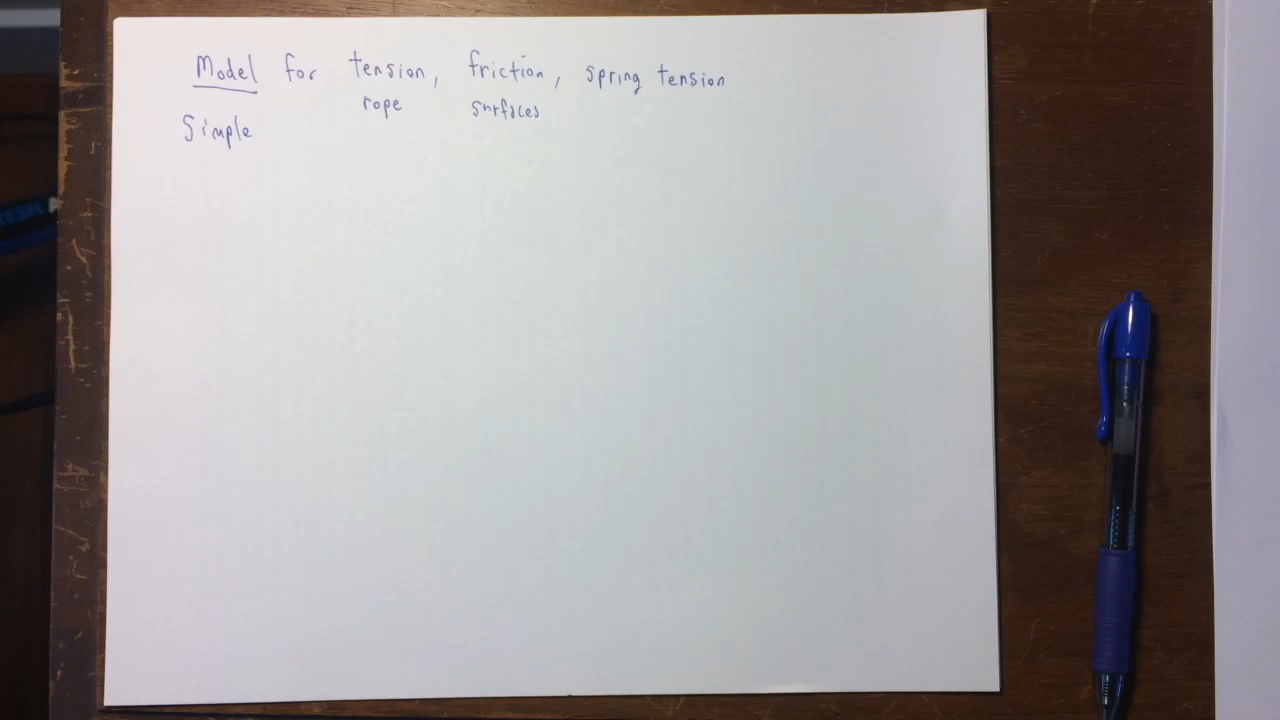 Model for tension, friction, spring tension
rope surfaces
Simple